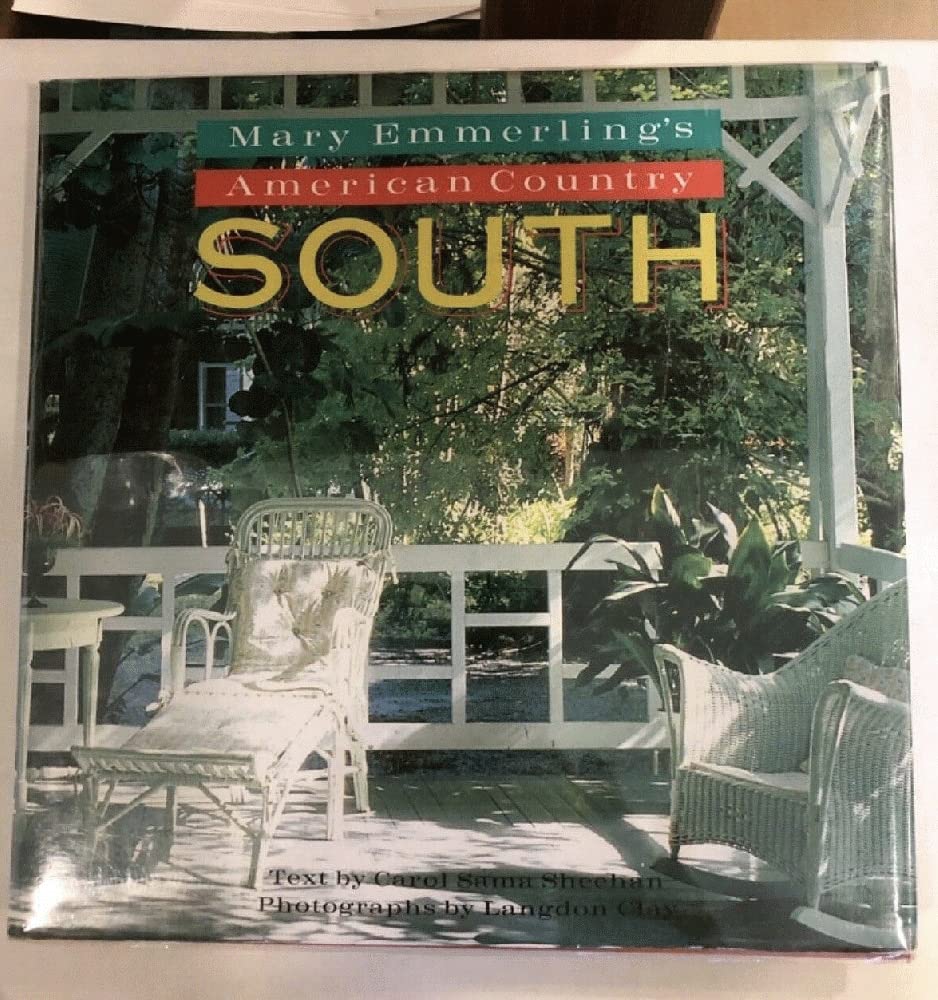 Mary Emmerling's
American Country
SOUTH
Text by Carol Sama Sheehan
Photographs by Langdon Clay